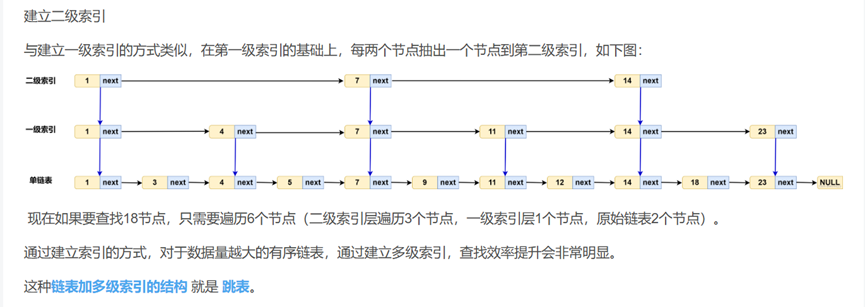 建立二级索引
与建立一级索引的方式类似，在第一级索引的基础上，每两个节点抽出一个节点到第二级索引，如下图：
二级索引 1 next 7 next 14 next
一级索引 1 next 4 next 7 next 11 next 14 next 23 next
单链表 1 next 3 next 4 next 5 next 7 next 9 next 11 next 12 next 14 next 18 next 23 next NULL
现在如果要查找18节点，只需要遍历6个节点（二级索引层遍历3个节点，一级索引层1个节点，原始链表2个节点）。
通过建立索引的方式，对于数据量越大的有序链表，通过建立多级索引，查找效率提升会非常明显。
这种链表加多级索引的结构 就是 跳表。